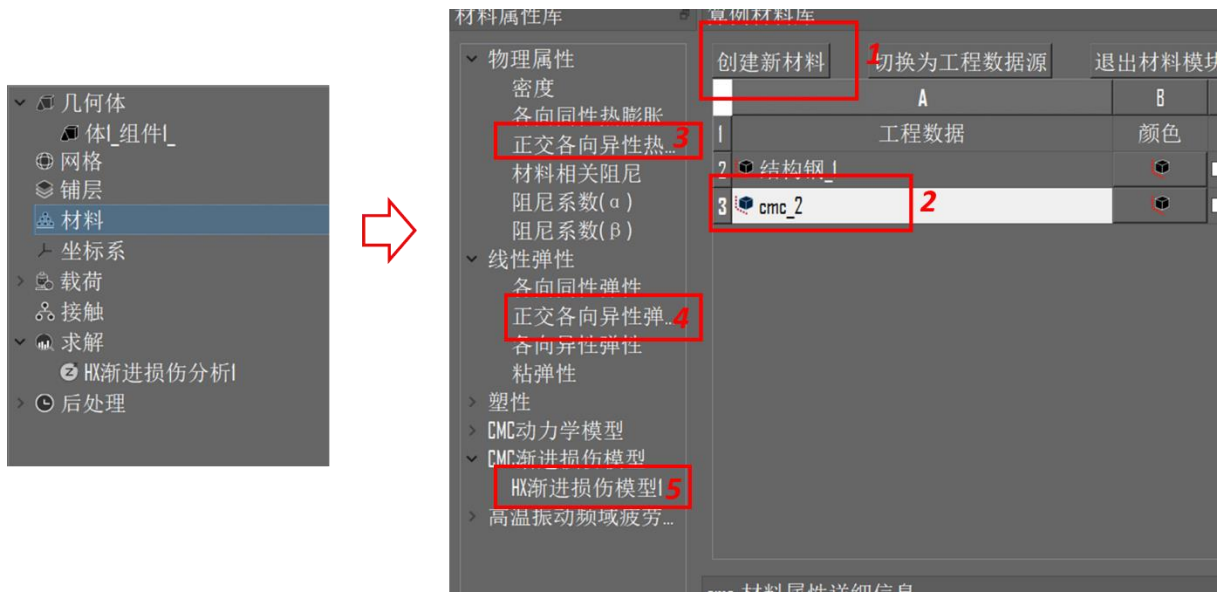 几何体
体1_组件1_
网格
铺层
材料
坐标系
载荷
接触
求解
HX渐进损伤分析1
后处理
材料属性库
算例材料库
物理属性
密度
各向同性热膨胀
正交各向异性热…3
材料相关阻尼
阻尼系数(α)
阻尼系数(β)
线性弹性
各向同性弹性
正交各向异性弹…4
各向异性弹性
粘弹性
塑性
CMC动力学模型
CMC渐进损伤模型
HX渐进损伤模型1 5
高温振动频域疲劳…
创建新材料 1 切换为工程数据源 退出材料模块
A B
1 工程数据 颜色
2 结构钢_1
3 cmc_2 2
cmc 材料属性详细信息